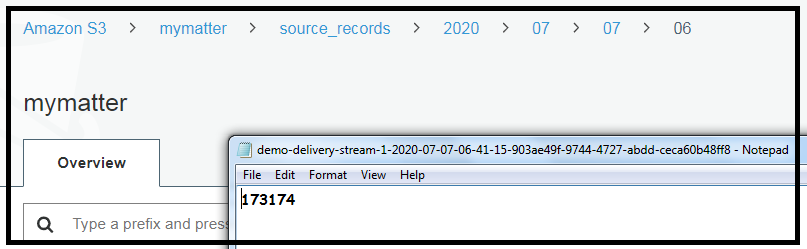 Amazon S3 > mymatter > source_records > 2020 > 07 > 07 > 06
mymatter
Overview
Type a prefix and press
demo-delivery-stream-1-2020-07-07-06-41-15-903ae49f-9744-4727-abdd-ceca60b48ff8 - Notepad
File Edit Format View Help
173174